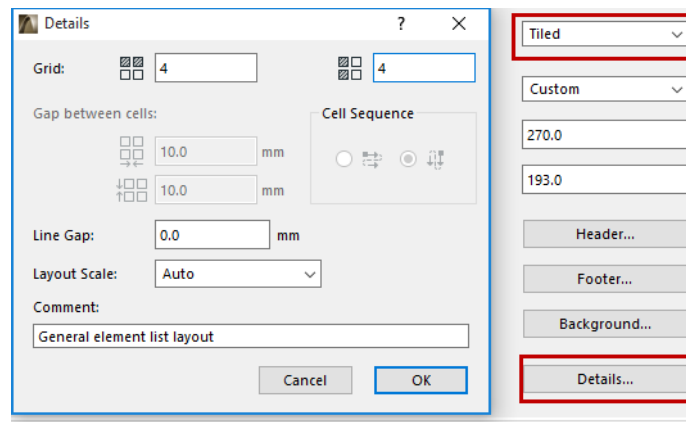 Details ?
Grid: 4 4
Gap between cells:
Cell Sequence
10.0 mm
10.0 mm
Line Gap: 0.0 mm
Layout Scale: Auto
Comment:
General element list layout
Cancel OK
Tiled
Custom
270.0
193.0
Header...
Footer...
Background...
Details...